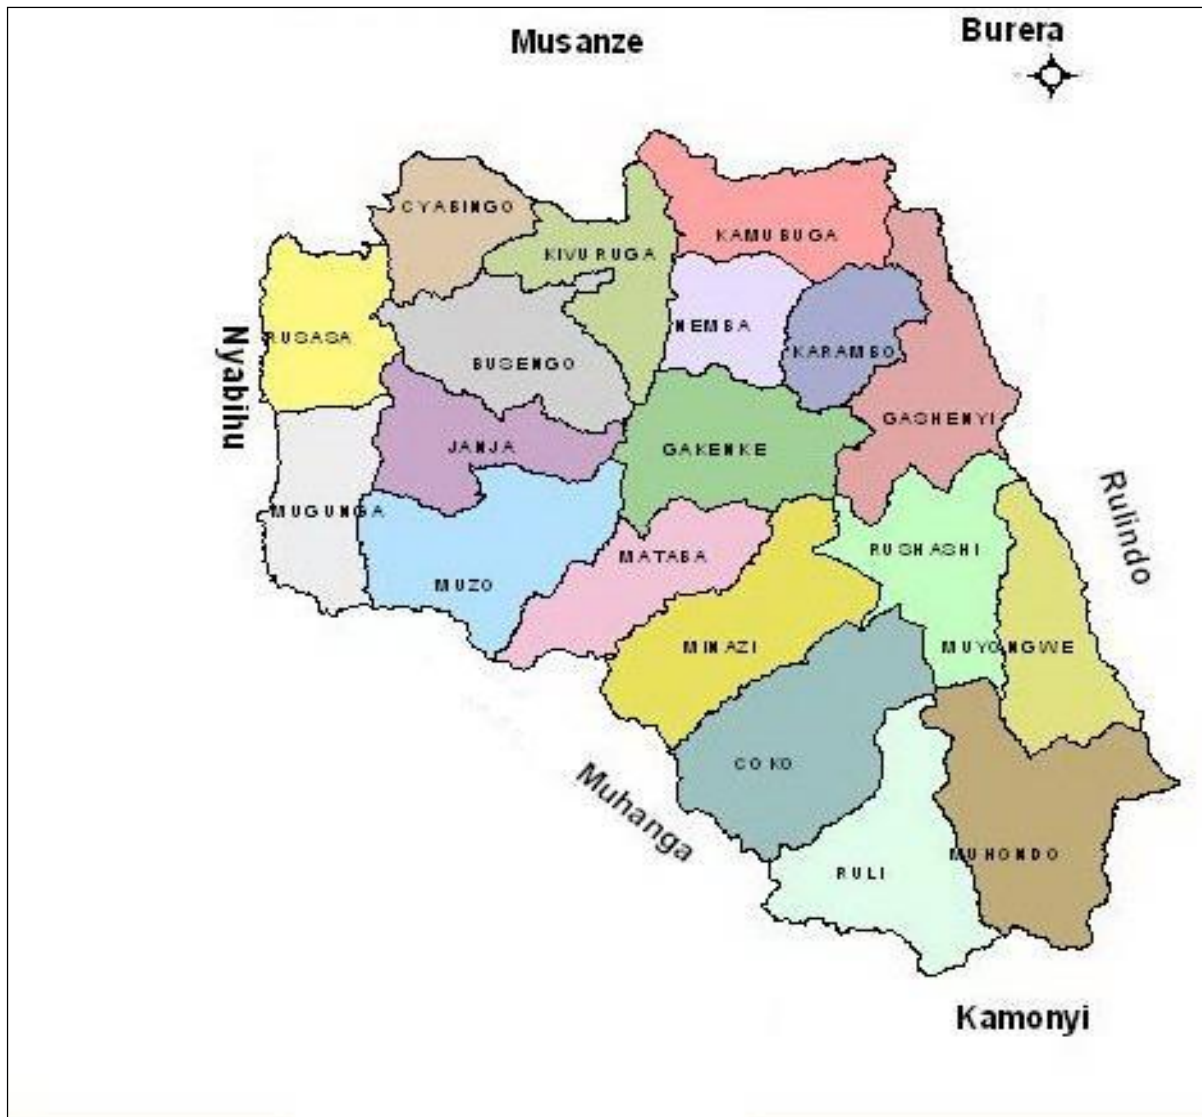 Burera
Musanze
CYABINGO
KAMUBUGA
KIVURUGA
NEMBA
RUSASA
KARAMBO
BUSENGO
Nyabihu
GASHENYI
JANJA
GAKENKE
MUGUNGA
Rulindo
RUSHASHI
MATABA
MUZO
MINAZI
MUYONGWE
COKO
Muhanga
MUHONDO
RULI
Kamonyi